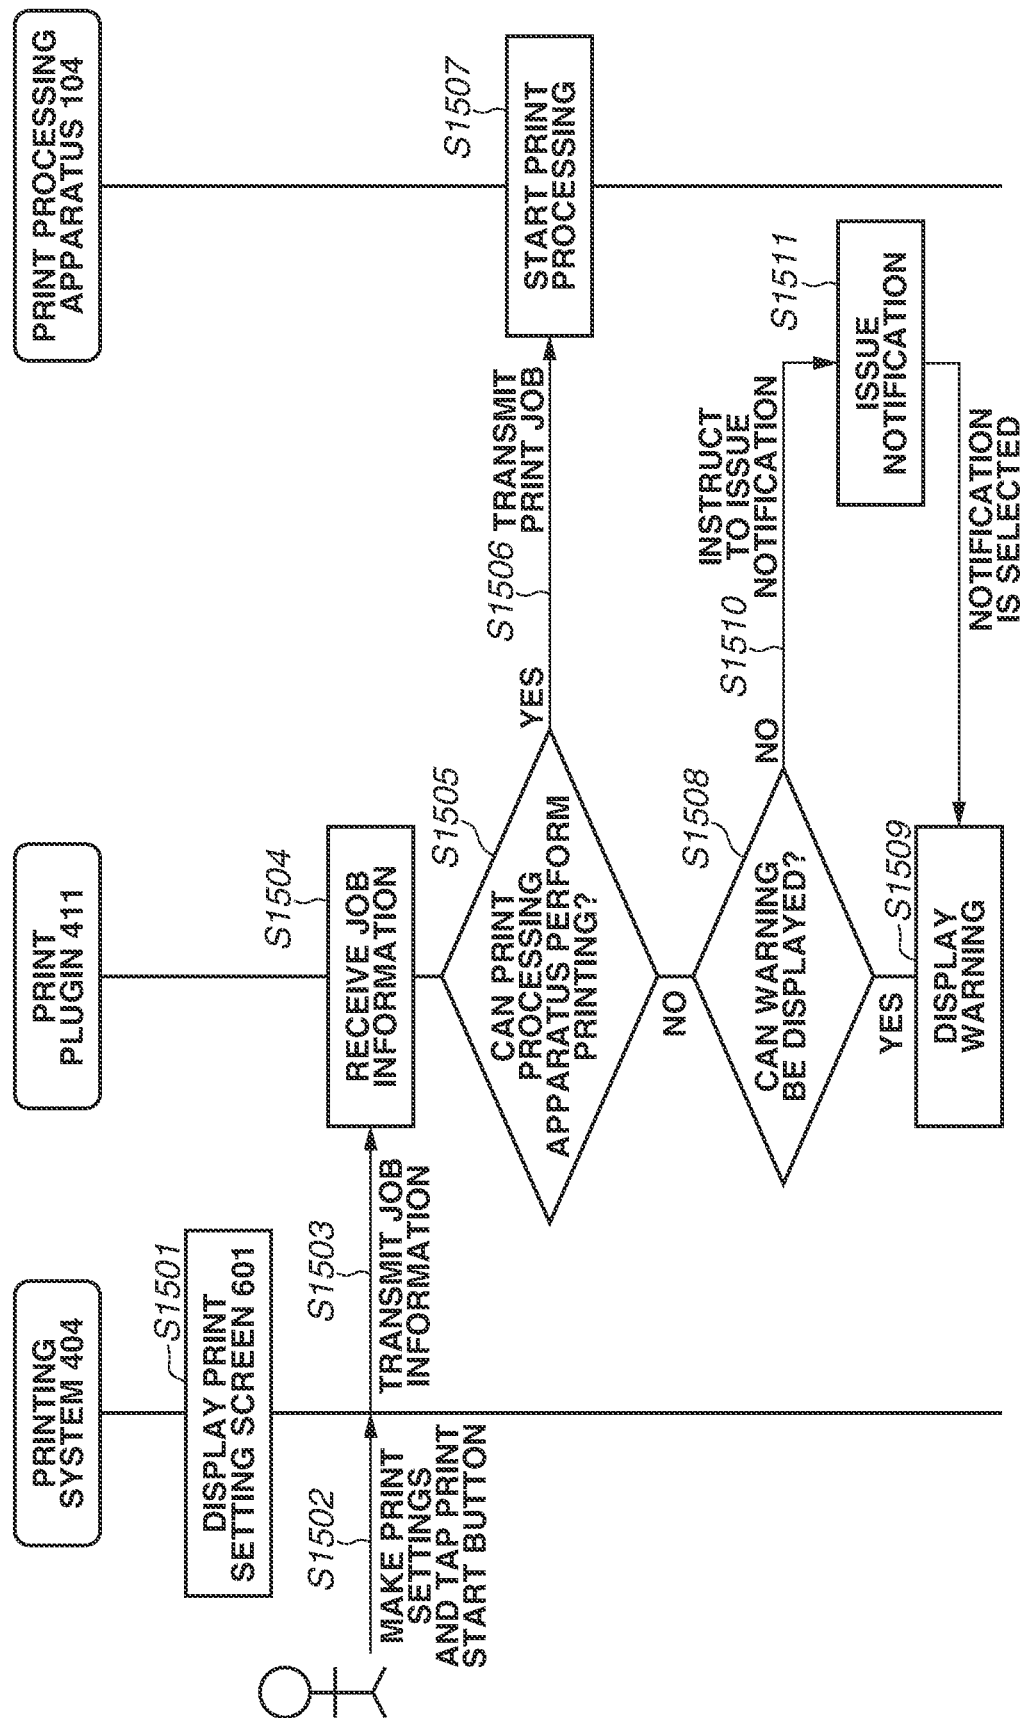 PRINTING
SYSTEM 404
PRINT
PLUGIN 411
PRINT PROCESSING
APPARATUS 104
S1501
DISPLAY PRINT
SETTING SCREEN 601
S1502
MAKE PRINT
SETTINGS
AND TAP PRINT
START BUTTON
S1503
TRANSMIT JOB
INFORMATION
S1504
RECEIVE JOB
INFORMATION
S1505
CAN PRINT
PROCESSING
APPARATUS PERFORM
PRINTING?
YES
S1506 TRANSMIT
PRINT JOB
S1507
START PRINT
PROCESSING
NO
S1508
CAN WARNING
BE DISPLAYED?
NO
S1510
INSTRUCT
TO ISSUE
NOTIFICATION
S1511
ISSUE
NOTIFICATION
YES
S1509
DISPLAY
WARNING
NOTIFICATION
IS SELECTED